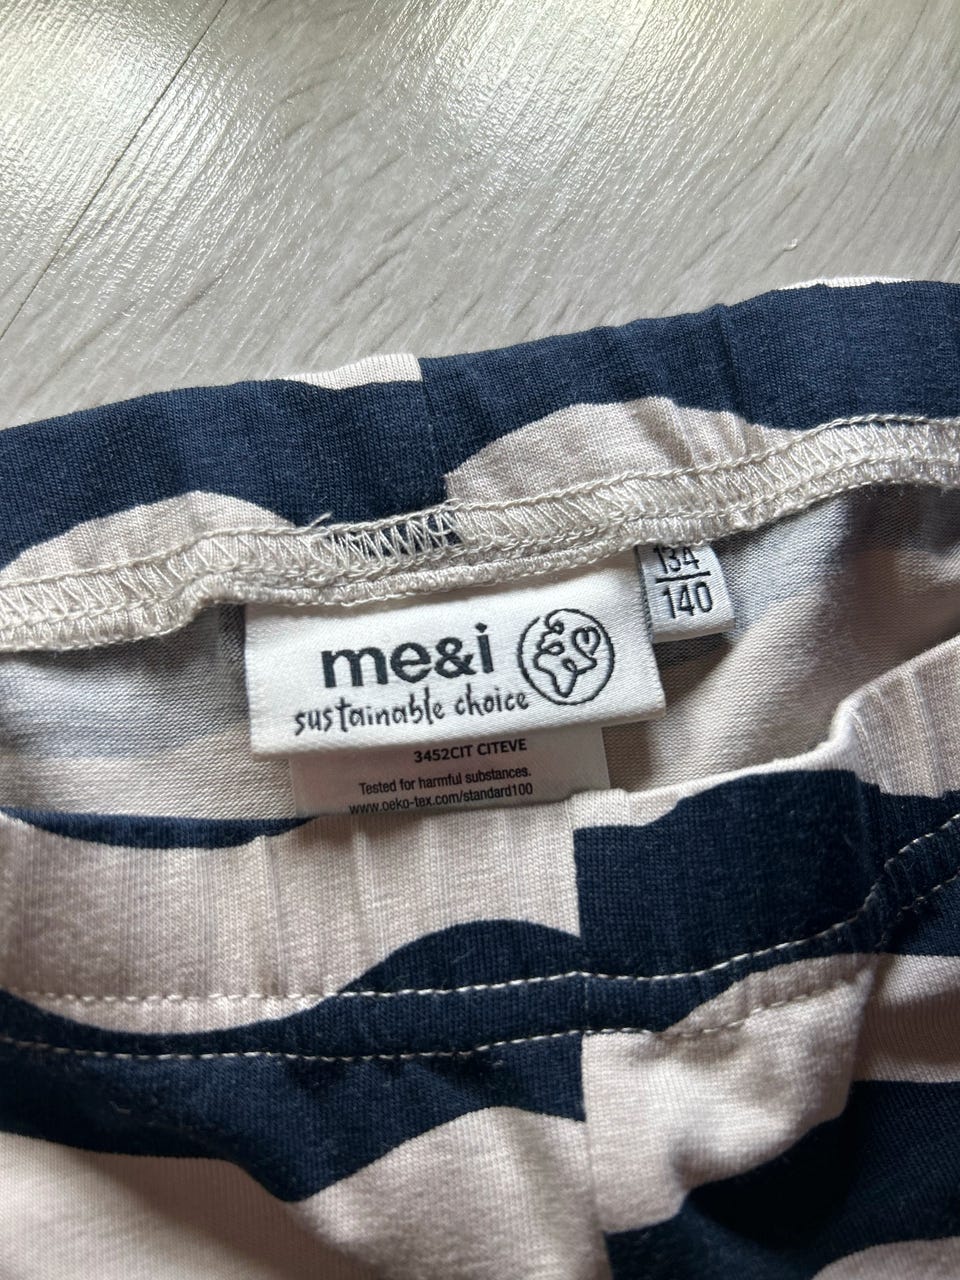 134
140
me&i
sustainable choice
3452CIT CITEVE
Tested for harmful substances.
www.oeko-tex.com/standard100